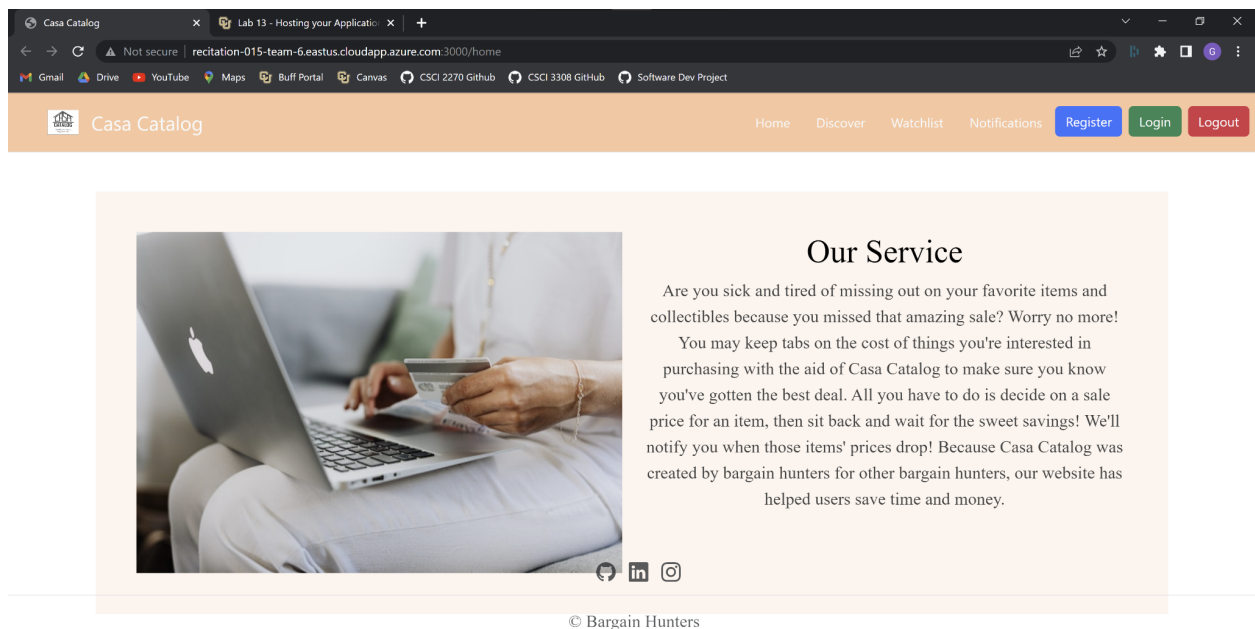 Casa Catalog
Lab 13 - Hosting your Applicatio
Not secure recitation-015-team-6.eastus.cloudapp.azure.com:3000/home
G
Gmail Drive YouTube Maps Buff Portal Canvas CSCI 2270 Github CSCI 3308 GitHub Software Dev Project
Casa Catalog Home Discover Watchlist Notifications Register Login Logout
Our Service
Are you sick and tired of missing out on your favorite items and
collectibles because you missed that amazing sale? Worry no more!
You may keep tabs on the cost of things you're interested in
purchasing with the aid of Casa Catalog to make sure you know
you've gotten the best deal. All you have to do is decide on a sale
price for an item, then sit back and wait for the sweet savings! We'll
notify you when those items' prices drop! Because Casa Catalog was
created by bargain hunters for other bargain hunters, our website has
helped users save time and money.
© Bargain Hunters